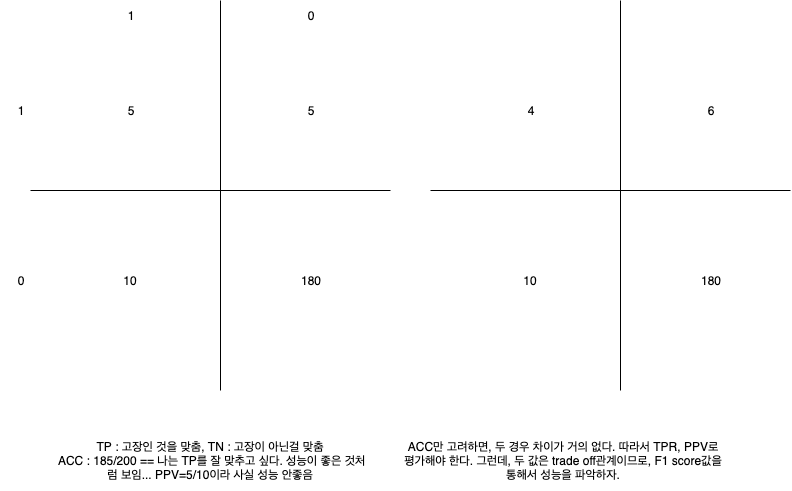 1 0
1 5 5
4 6
0 10 180
10 180
TP : 고장인 것을 맞춤, TN : 고장이 아닌걸 맞춤
ACC : 185/200 == 나는 TP를 잘 맞추고 싶다. 성능이 좋은 것처
럼 보임... PPV=5/10이라 사실 성능 안좋음
ACC만 고려하면, 두 경우 차이가 거의 없다. 따라서 TPR, PPV로
평가해야 한다. 그런데, 두 값은 trade off관계이므로, F1 score값을
통해서 성능을 파악하자.